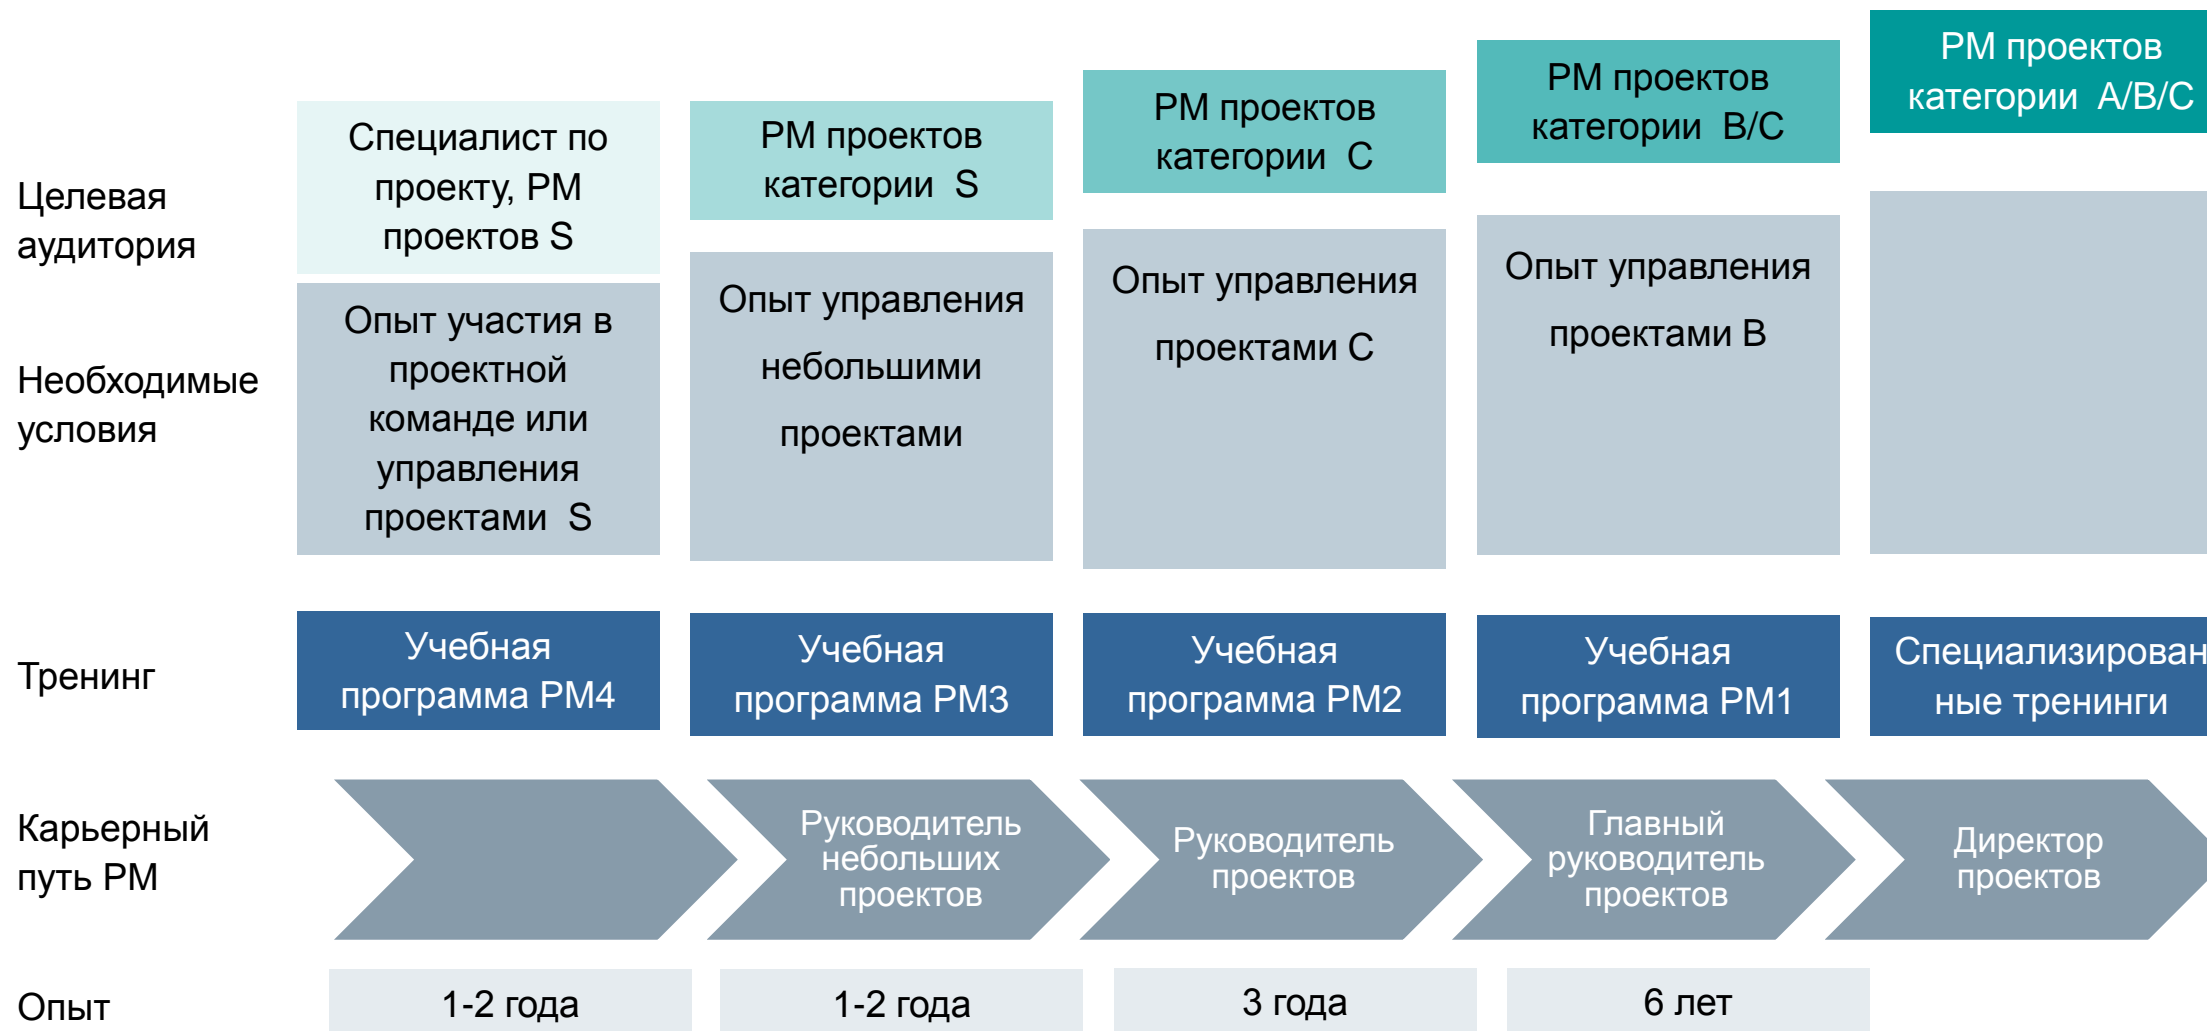 Целевая
аудитория
Специалист по
проекту, PM
проектов S
PM проектов
категории S
PM проектов
категории C
PM проектов
категории B/C
PM проектов
категории A/B/C
Необходимые
условия
Опыт участия в
проектной
команде или
управления
проектами S
Опыт управления
небольшими
проектами
Опыт управления
проектами C
Опыт управления
проектами B
Тренинг
Учебная
программа PM4
Учебная
программа PM3
Учебная
программа PM2
Учебная
программа PM1
Специализирован
ные тренинги
Карьерный
путь PM
Руководитель
небольших
проектов
Руководитель
проектов
Главный
руководитель
проектов
Директор
проектов
Опыт
1-2 года
1-2 года
3 года
6 лет